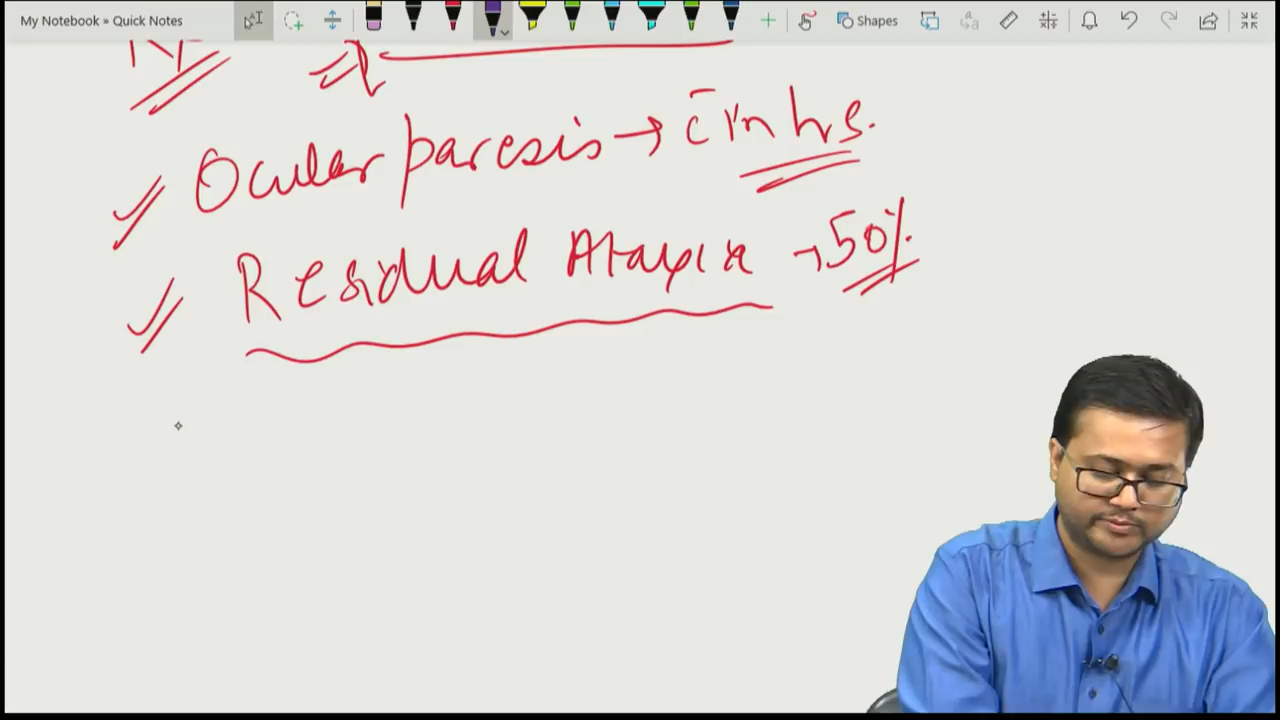 My Notebook » Quick Notes
Shapes
Ocular paresis → c̄ in hrs.
Residual Ataxia → 50%